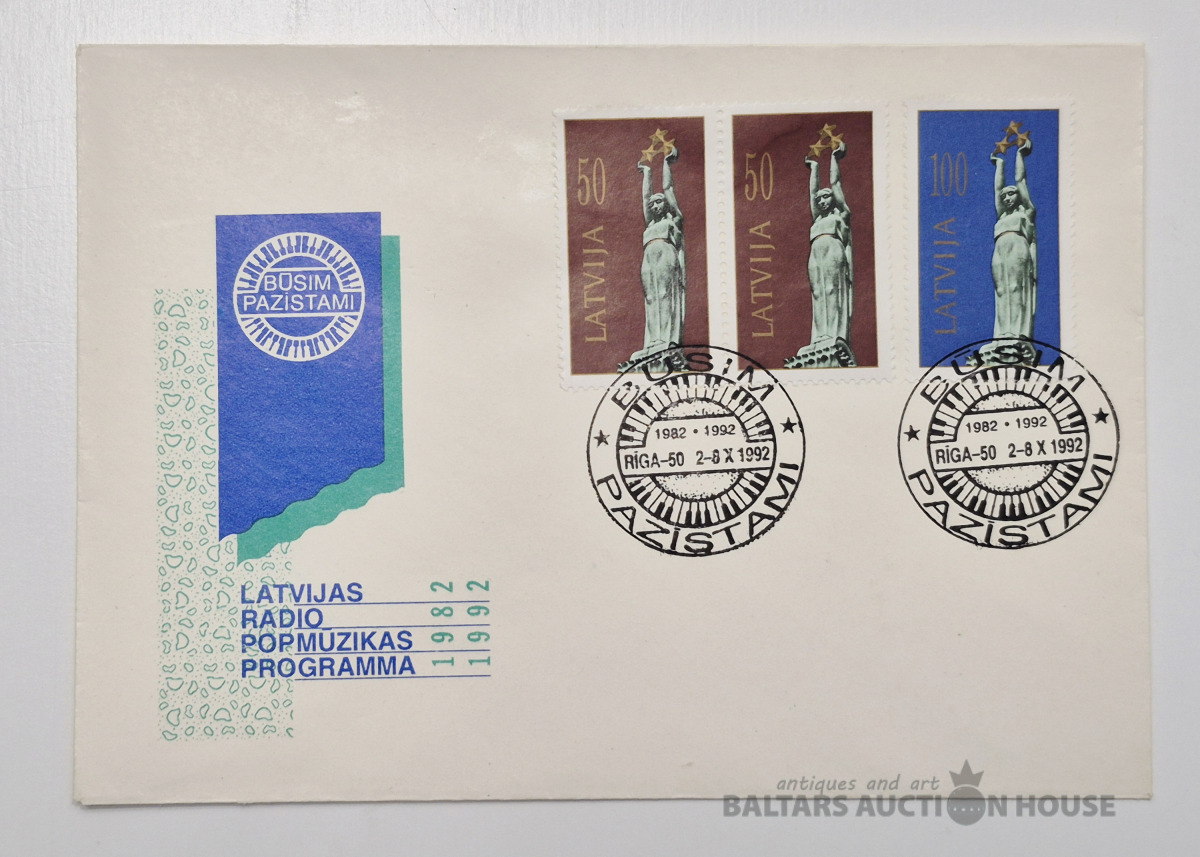 50
LATVIJA
50
LATVIJA
100
LATVIJA
BŪSIM
PAZĪSTAMI
BŪSIM
1982 • 1992
RĪGA–50 2–8 X 1992
PAZĪSTAMI
BŪSIM
1982 • 1992
RĪGA–50 2–8 X 1992
PAZĪSTAMI
LATVIJAS
RADIO
POPMŪZIKAS
PROGRAMMA
1982
1992
antiques and art
BALTARS AUCTION HOUSE